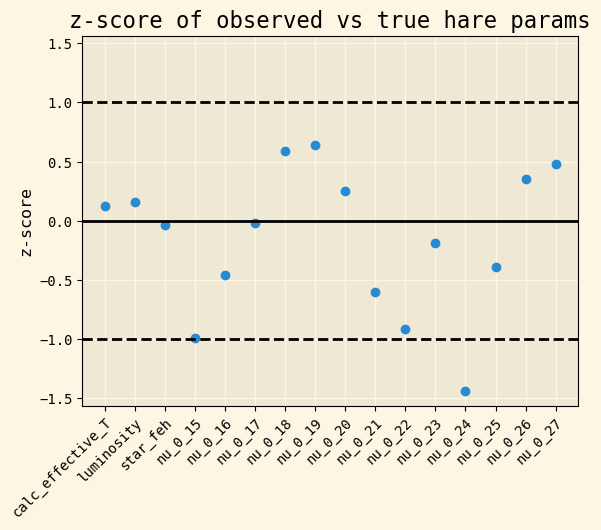 z-score of observed vs true hare params
z-score
1.5
1.0
0.5
0.0
−0.5
−1.0
−1.5
calc_effective_T
luminosity
star_feh
nu_0_15
nu_0_16
nu_0_17
nu_0_18
nu_0_19
nu_0_20
nu_0_21
nu_0_22
nu_0_23
nu_0_24
nu_0_25
nu_0_26
nu_0_27